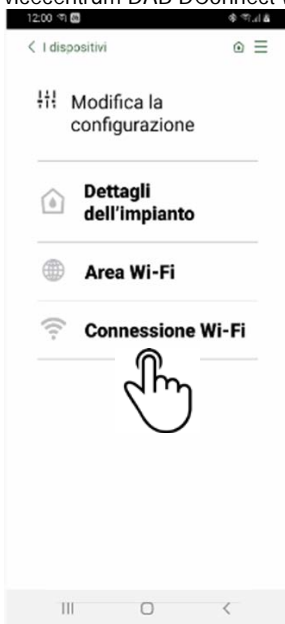 12:00
< I dispositivi
Modifica la
configurazione
Dettagli
dell'impianto
Area Wi-Fi
Connessione Wi-Fi